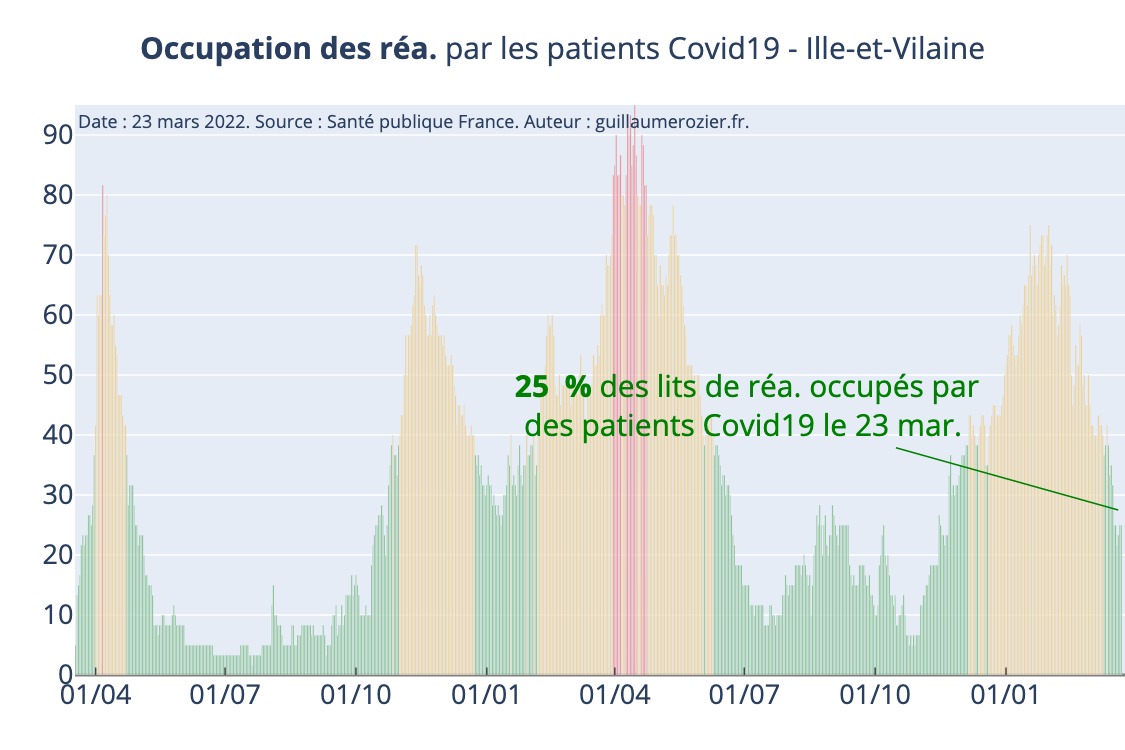 Occupation des réa. par les patients Covid19 - Ille-et-Vilaine
Date : 23 mars 2022. Source : Santé publique France. Auteur : guillaumerozier.fr.
90
80
70
60
50
40
30
20
10
0
25 % des lits de réa. occupés par
des patients Covid19 le 23 mar.
01/04 01/07 01/10 01/01 01/04 01/07 01/10 01/01